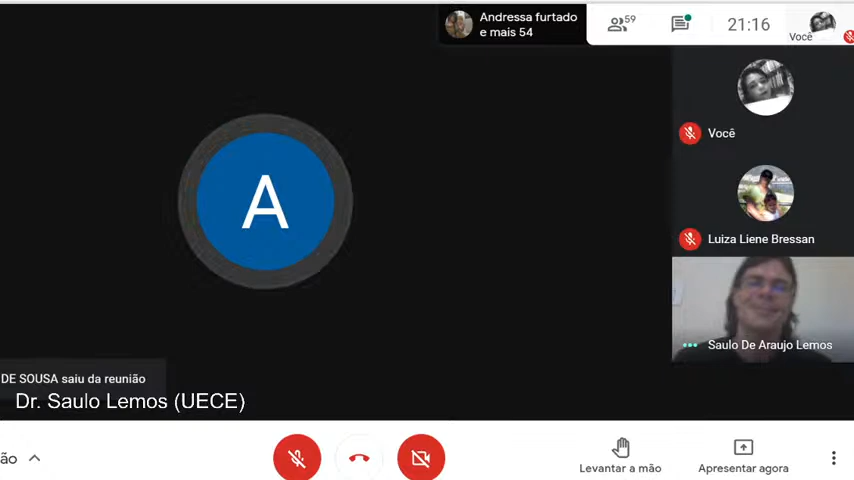 Andressa furtado
e mais 54
59
21:16
Você
Você
Luiza Liene Bressan
Saulo De Araujo Lemos
A
DE SOUSA saiu da reunião
Dr. Saulo Lemos (UECE)
ão
Levantar a mão
Apresentar agora